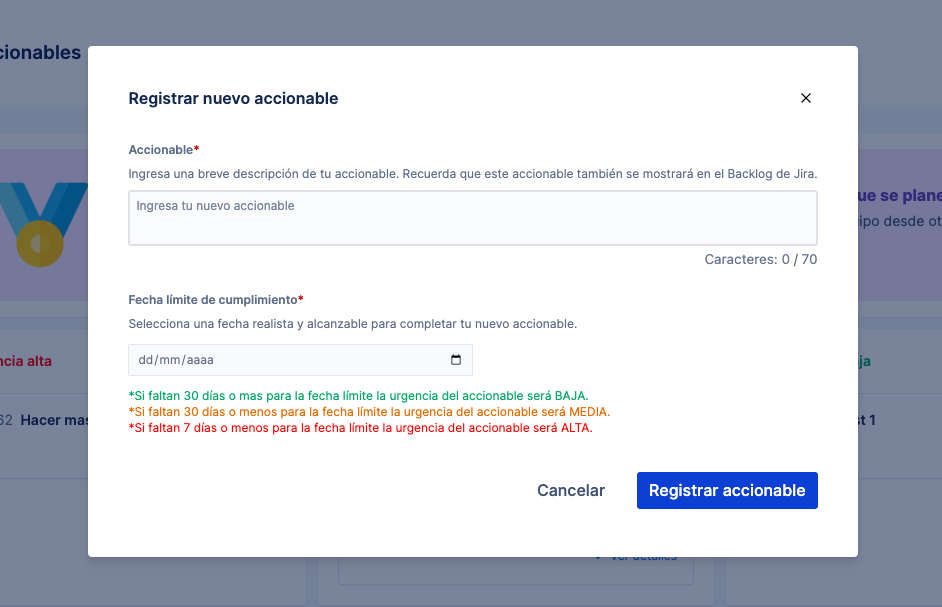 cionables
Registrar nuevo accionable
Accionable*
Ingresa una breve descripción de tu accionable. Recuerda que este accionable también se mostrará en el Backlog de Jira.
Ingresa tu nuevo accionable
Caracteres: 0 / 70
ue se plane
ipo desde ot
Fecha límite de cumplimiento*
Selecciona una fecha realista y alcanzable para completar tu nuevo accionable.
dd/mm/aaaa
ncia alta
ja
*Si faltan 30 días o mas para la fecha límite la urgencia del accionable será BAJA.
*Si faltan 30 días o menos para la fecha límite la urgencia del accionable será MEDIA.
*Si faltan 7 días o menos para la fecha límite la urgencia del accionable será ALTA.
62 Hacer mas
st 1
Cancelar
Registrar accionable
Ver detalles